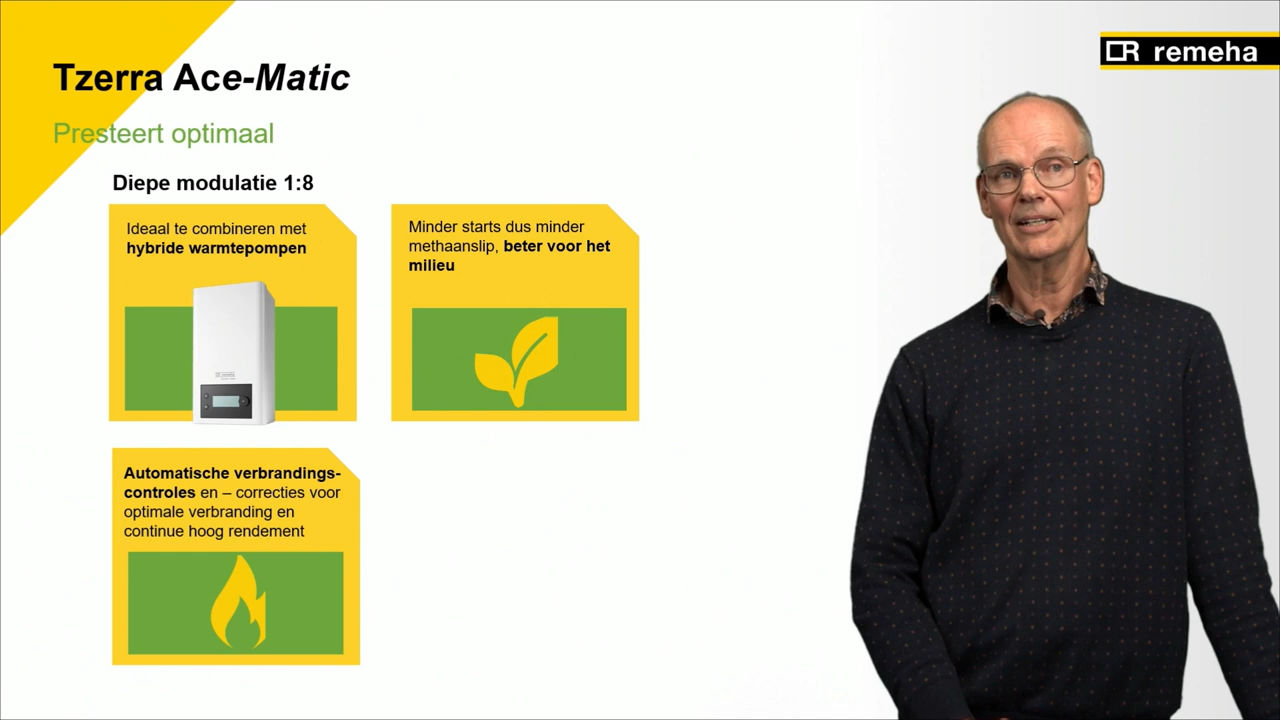 remeha
Tzerra Ace-Matic
Presteert optimaal
Diepe modulatie 1:8
Ideaal te combineren met
hybride warmtepompen
Minder starts dus minder
methaanslip, beter voor het
milieu
Automatische verbrandings-
controles en – correcties voor
optimale verbranding en
continue hoog rendement